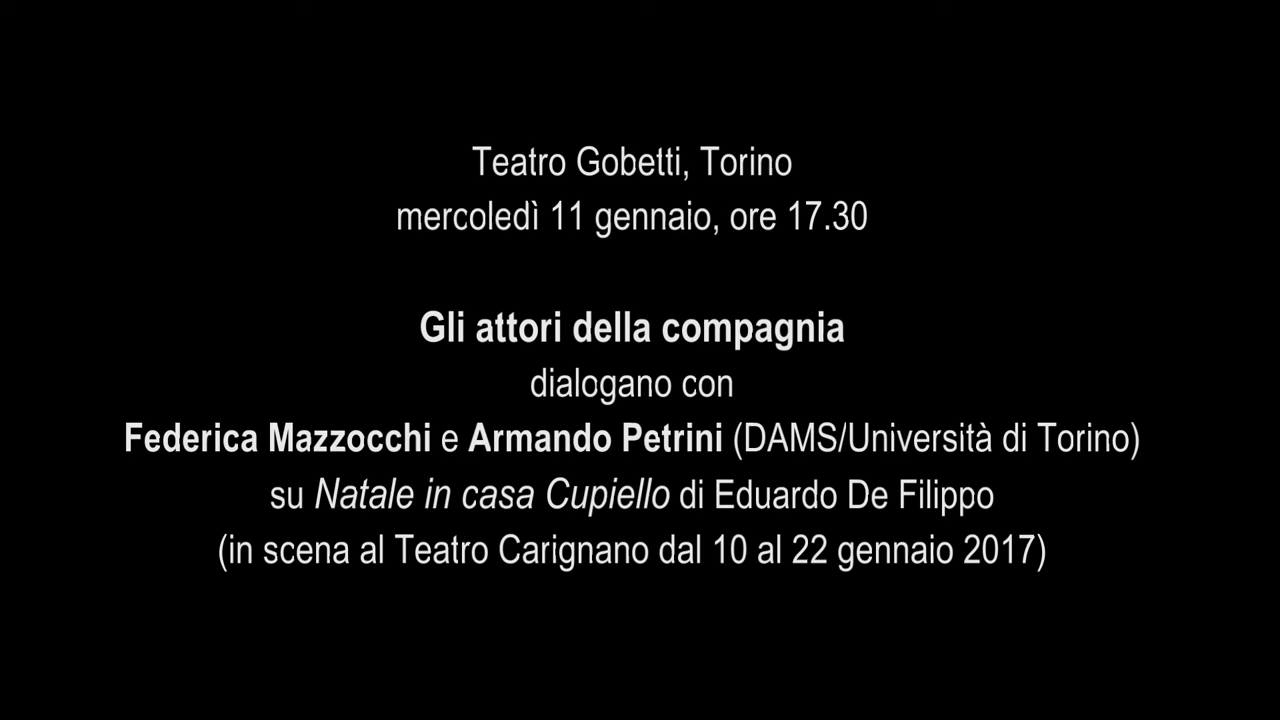 Teatro Gobetti, Torino
mercoledì 11 gennaio, ore 17.30
Gli attori della compagnia
dialogano con
Federica Mazzocchi e Armando Petrini (DAMS/Università di Torino)
su Natale in casa Cupiello di Eduardo De Filippo
(in scena al Teatro Carignano dal 10 al 22 gennaio 2017)